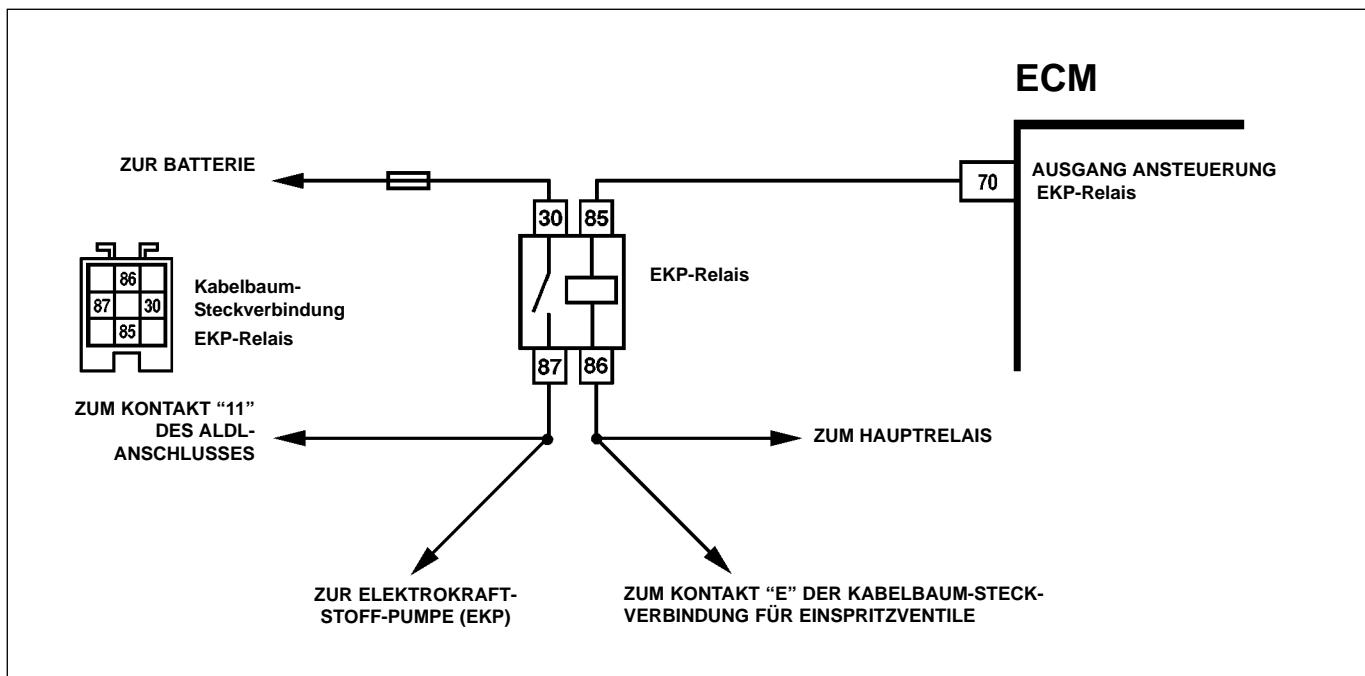 ECM
ZUR BATTERIE
70
AUSGANG ANSTEUERUNG
EKP-Relais
30
85
EKP-Relais
86
87
30
85
Kabelbaum-
Steckverbindung
EKP-Relais
87
86
ZUM KONTAKT “11”
DES ALDL-
ANSCHLUSSES
ZUM HAUPTRELAIS
ZUR ELEKTROKRAFT-
STOFF-PUMPE (EKP)
ZUM KONTAKT “E” DER KABELBAUM-STECK-
VERBINDUNG FÜR EINSPRITZVENTILE